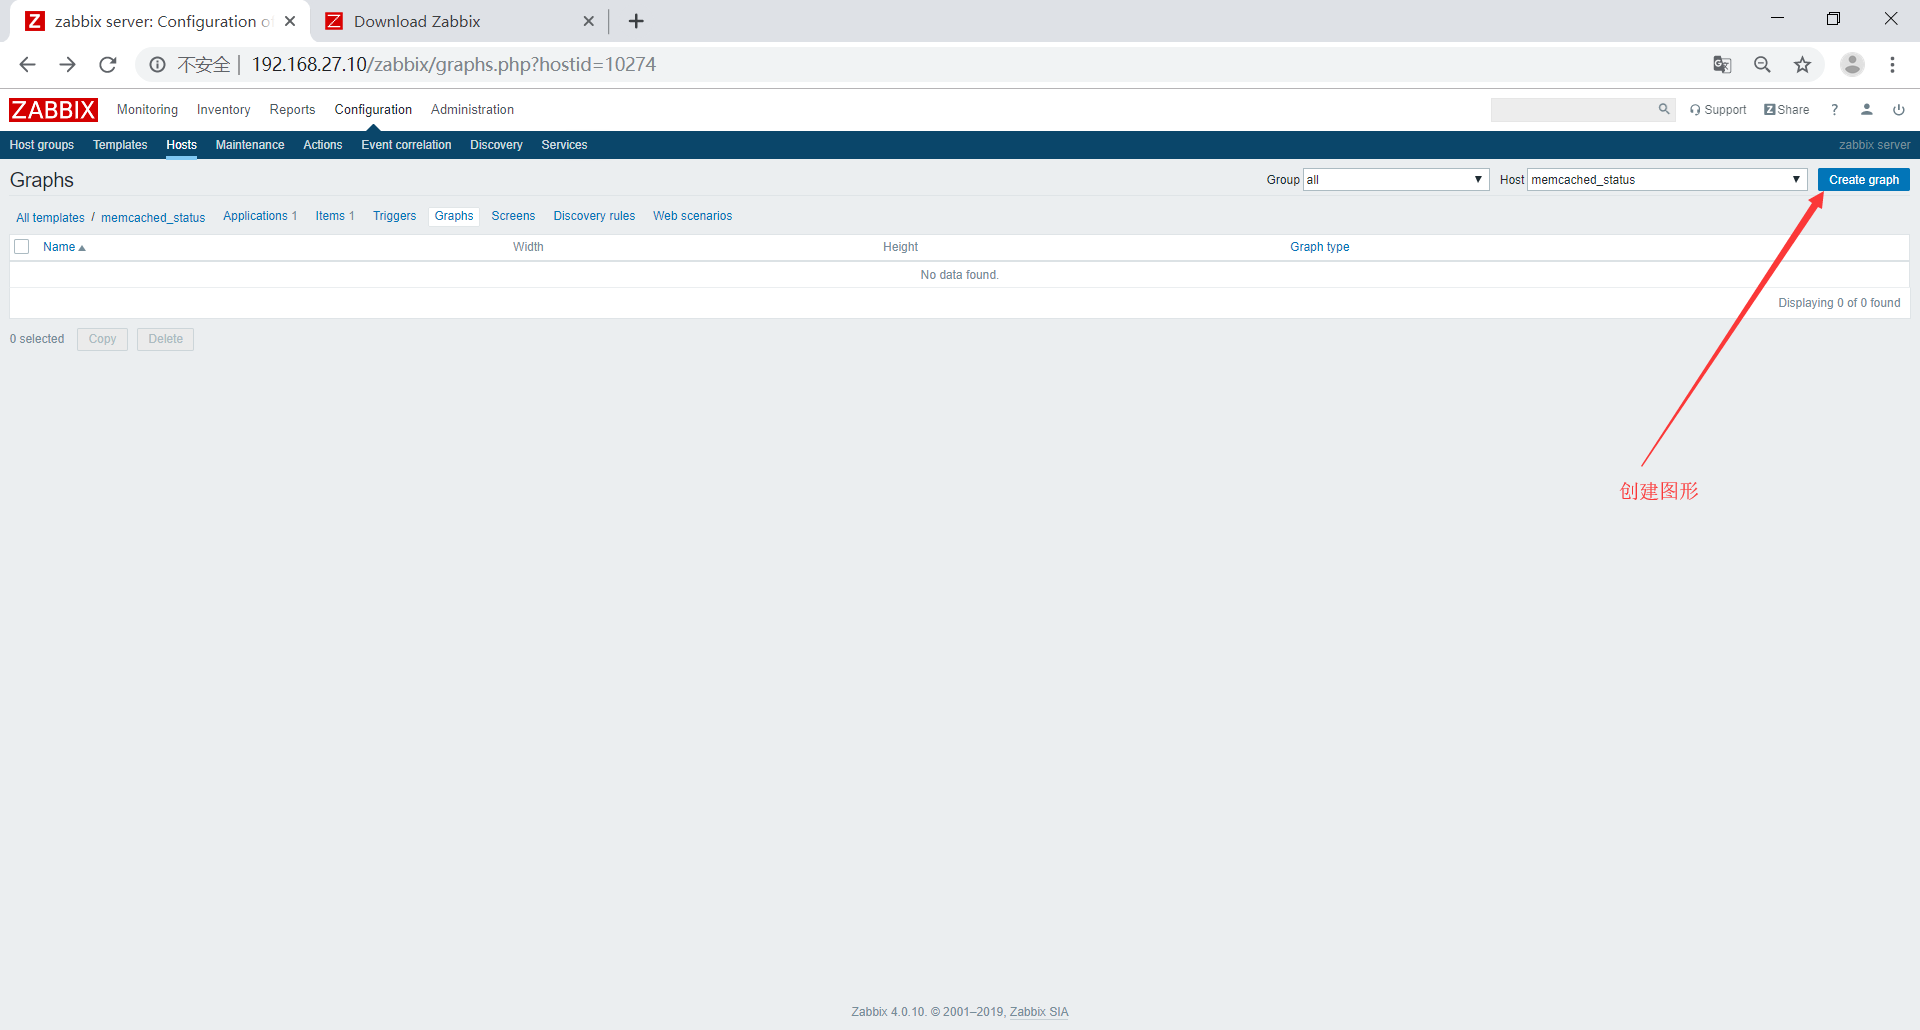 zabbix server: Configuration o
Download Zabbix
不安全 | 192.168.27.10/zabbix/graphs.php?hostid=10274
ZABBIX Monitoring Inventory Reports Configuration Administration Support Z Share ?
Host groups Templates Hosts Maintenance Actions Event correlation Discovery Services zabbix server
Graphs Group all Host memcached_status Create graph
All templates / memcached_status Applications 1 Items 1 Triggers Graphs Screens Discovery rules Web scenarios
Name Width Height Graph type
No data found.
Displaying 0 of 0 found
0 selected Copy Delete
创建图形
Zabbix 4.0.10. © 2001–2019, Zabbix SIA